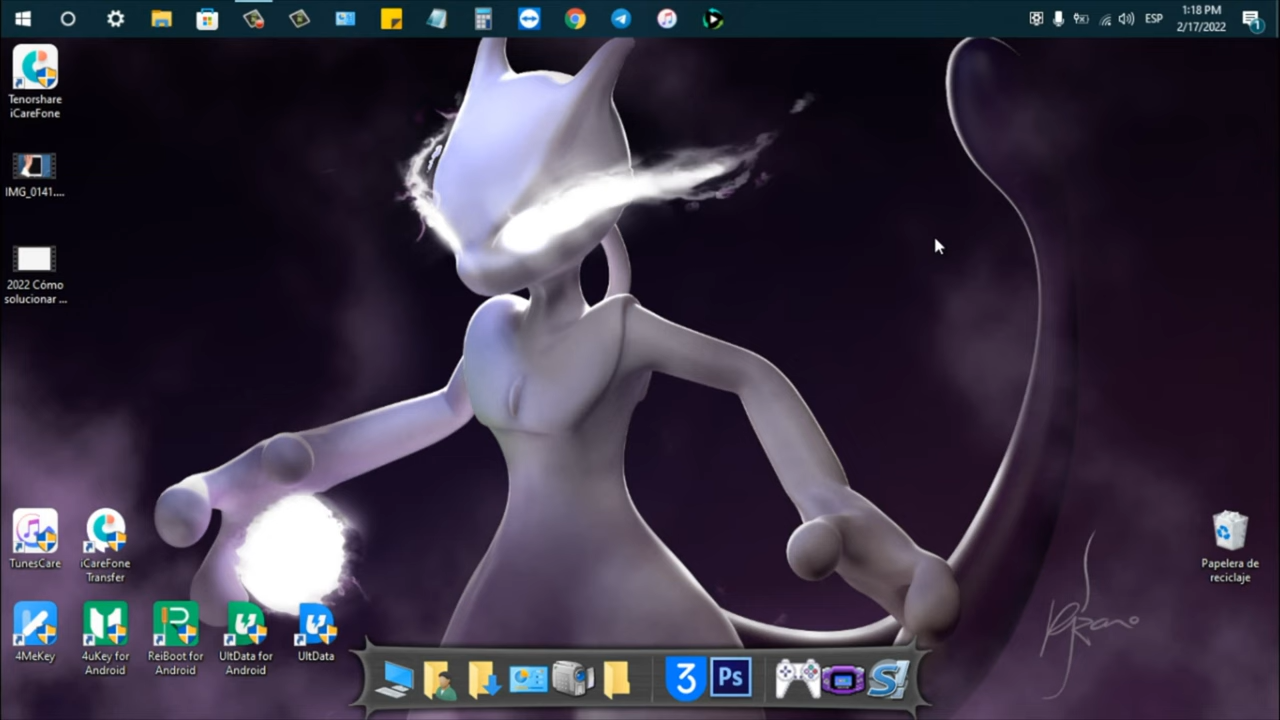 ESP
1:18 PM
2/17/2022
1
Tenorshare
iCareFone
IMG_0141....
2022 Cómo
solucionar ...
TunesCare
iCareFone
Transfer
Papelera de
reciclaje
4MeKey
4uKey for
Android
ReiBoot for
Android
UltData for
Android
UltData
3
Ps
S